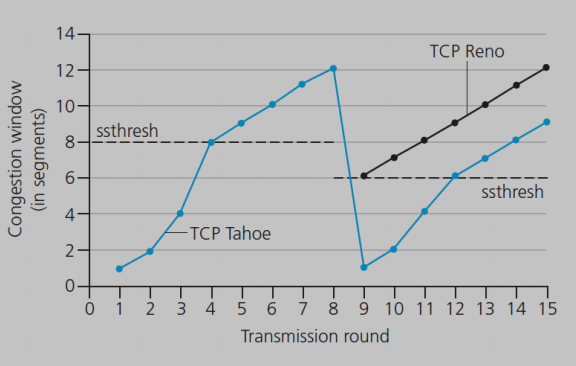 14
12
10
8
6
4
2
0
Congestion window
(in segments)
ssthresh
TCP Tahoe
TCP Reno
ssthresh
0 1 2 3 4 5 6 7 8 9 10 11 12 13 14 15
Transmission round